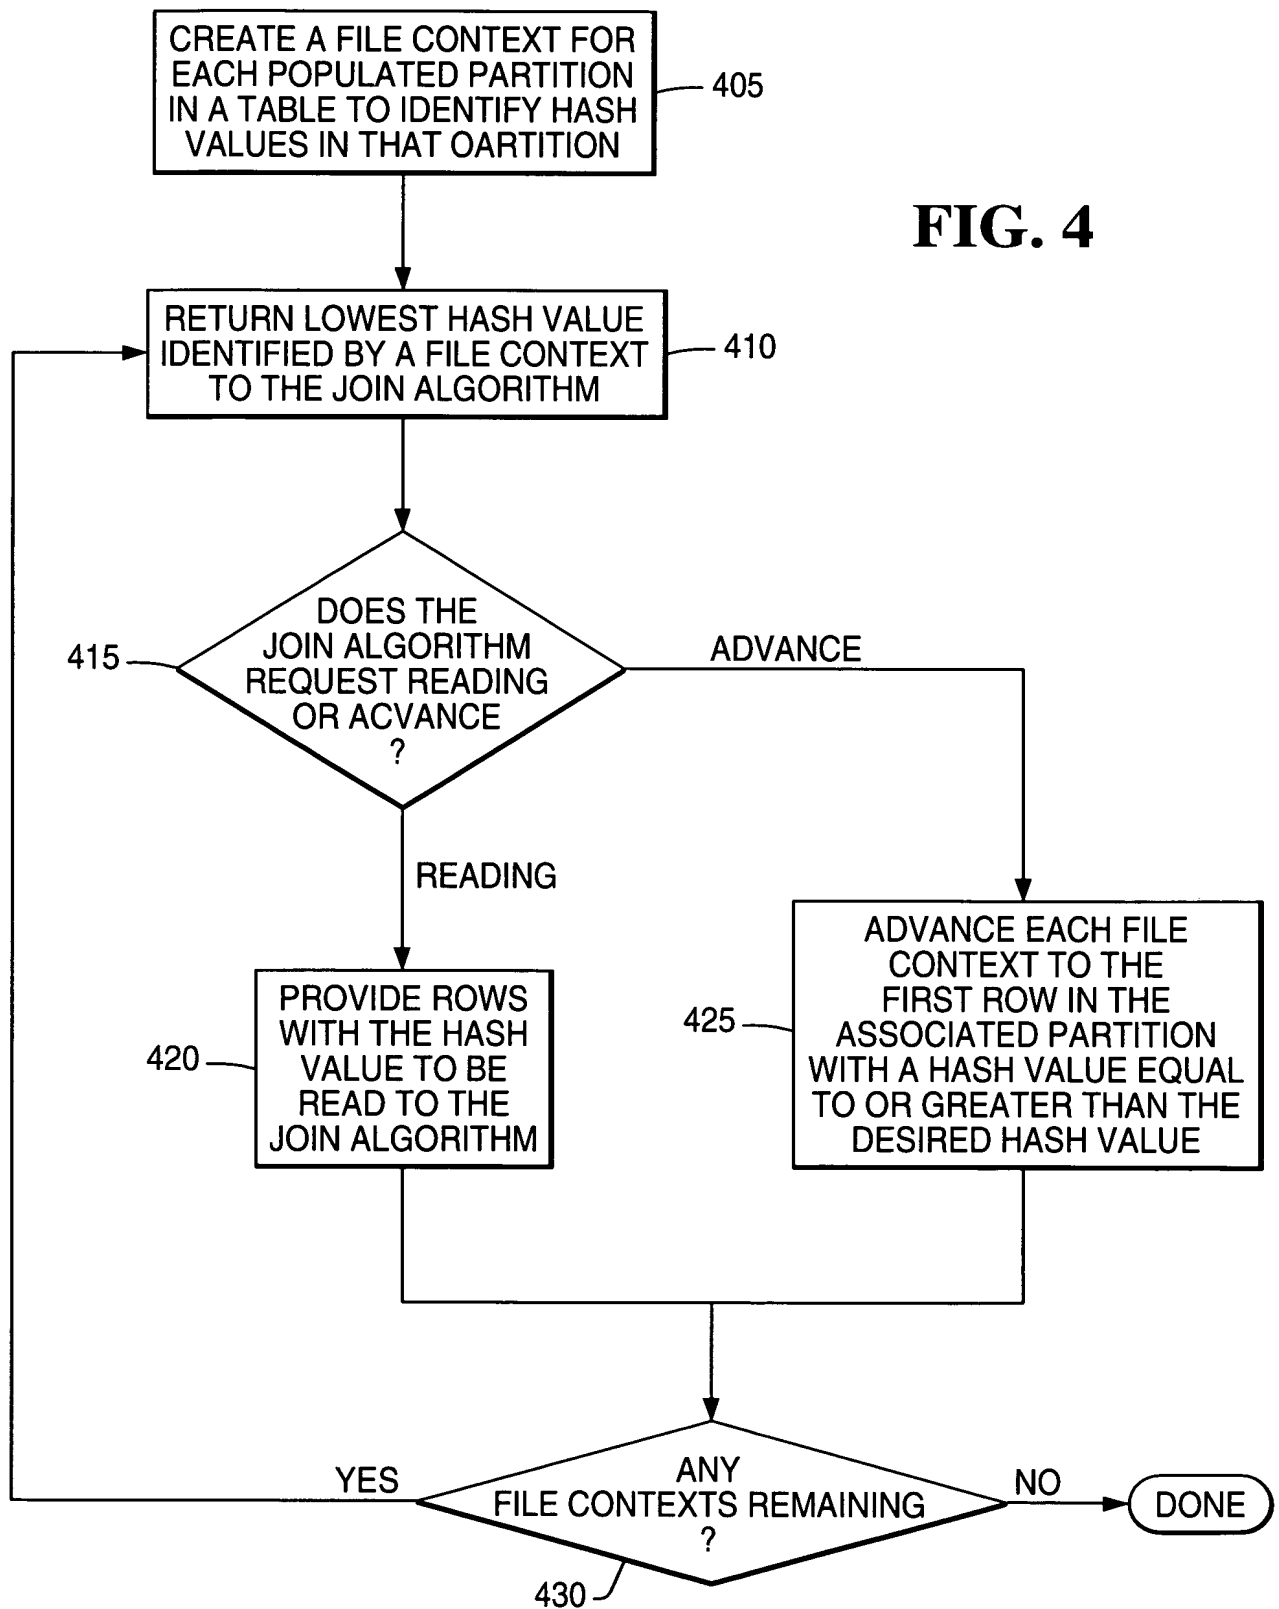 CREATE A FILE CONTEXT FOR
EACH POPULATED PARTITION
IN A TABLE TO IDENTIFY HASH
VALUES IN THAT OARTITION
405
FIG. 4
RETURN LOWEST HASH VALUE
IDENTIFIED BY A FILE CONTEXT
TO THE JOIN ALGORITHM
410
DOES THE
JOIN ALGORITHM
REQUEST READING
OR ACVANCE
?
415
ADVANCE
READING
PROVIDE ROWS
WITH THE HASH
VALUE TO BE
READ TO THE
JOIN ALGORITHM
420
ADVANCE EACH FILE
CONTEXT TO THE
FIRST ROW IN THE
ASSOCIATED PARTITION
WITH A HASH VALUE EQUAL
TO OR GREATER THAN THE
DESIRED HASH VALUE
425
ANY
FILE CONTEXTS REMAINING
?
430
YES
NO
DONE